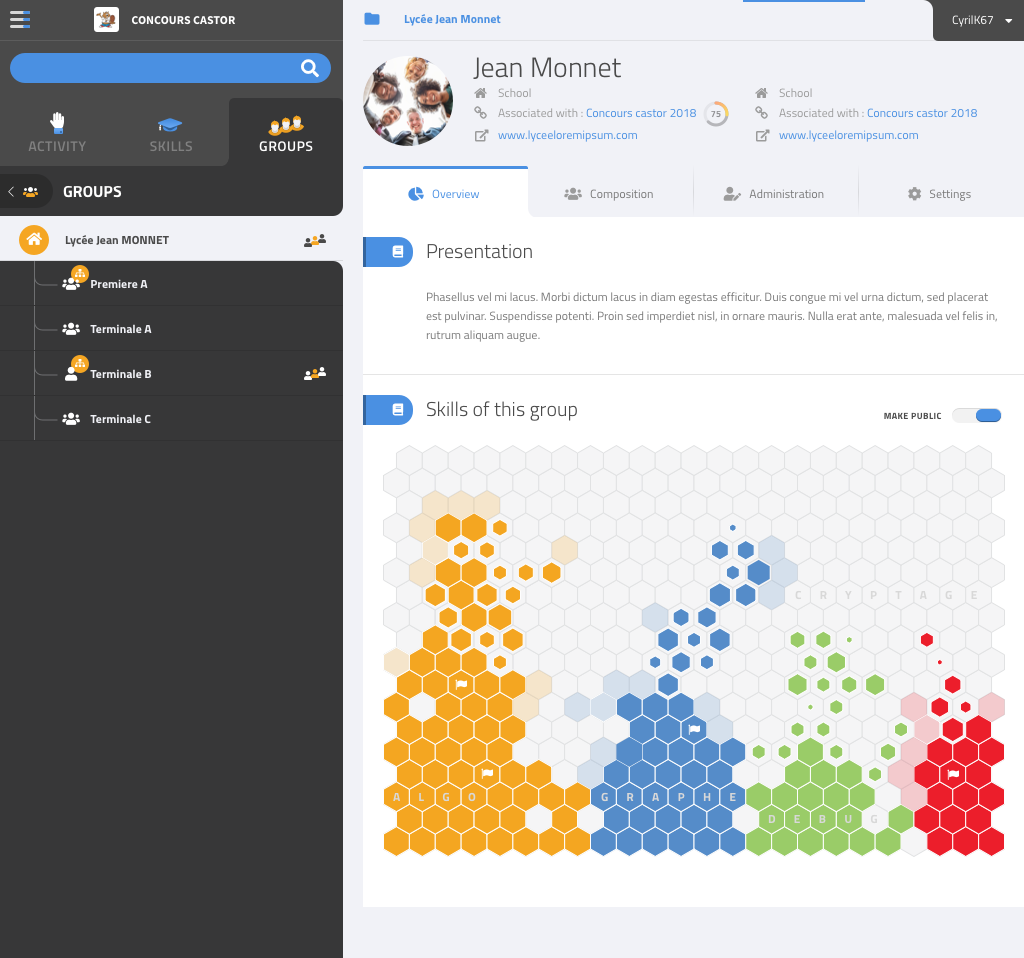 CONCOURS CASTOR
Lycée Jean Monnet
CyrilK67
ACTIVITY
SKILLS
GROUPS
GROUPS
Lycée Jean MONNET
Premiere A
Terminale A
Terminale B
Terminale C
Jean Monnet
School
Associated with : Concours castor 2018
75
www.lyceeloremipsum.com
School
Associated with : Concours castor 2018
www.lyceeloremipsum.com
Overview
Composition
Administration
Settings
Presentation
Phasellus vel mi lacus. Morbi dictum lacus in diam egestas efficitur. Duis congue mi vel urna dictum, sed placerat
est pulvinar. Suspendisse potenti. Proin sed imperdiet nisl, in ornare mauris. Nulla erat ante, malesuada vel felis in,
rutrum aliquam augue.
Skills of this group
MAKE PUBLIC
CRYPTAGE
ALGO
GRAPHE
DEBUG